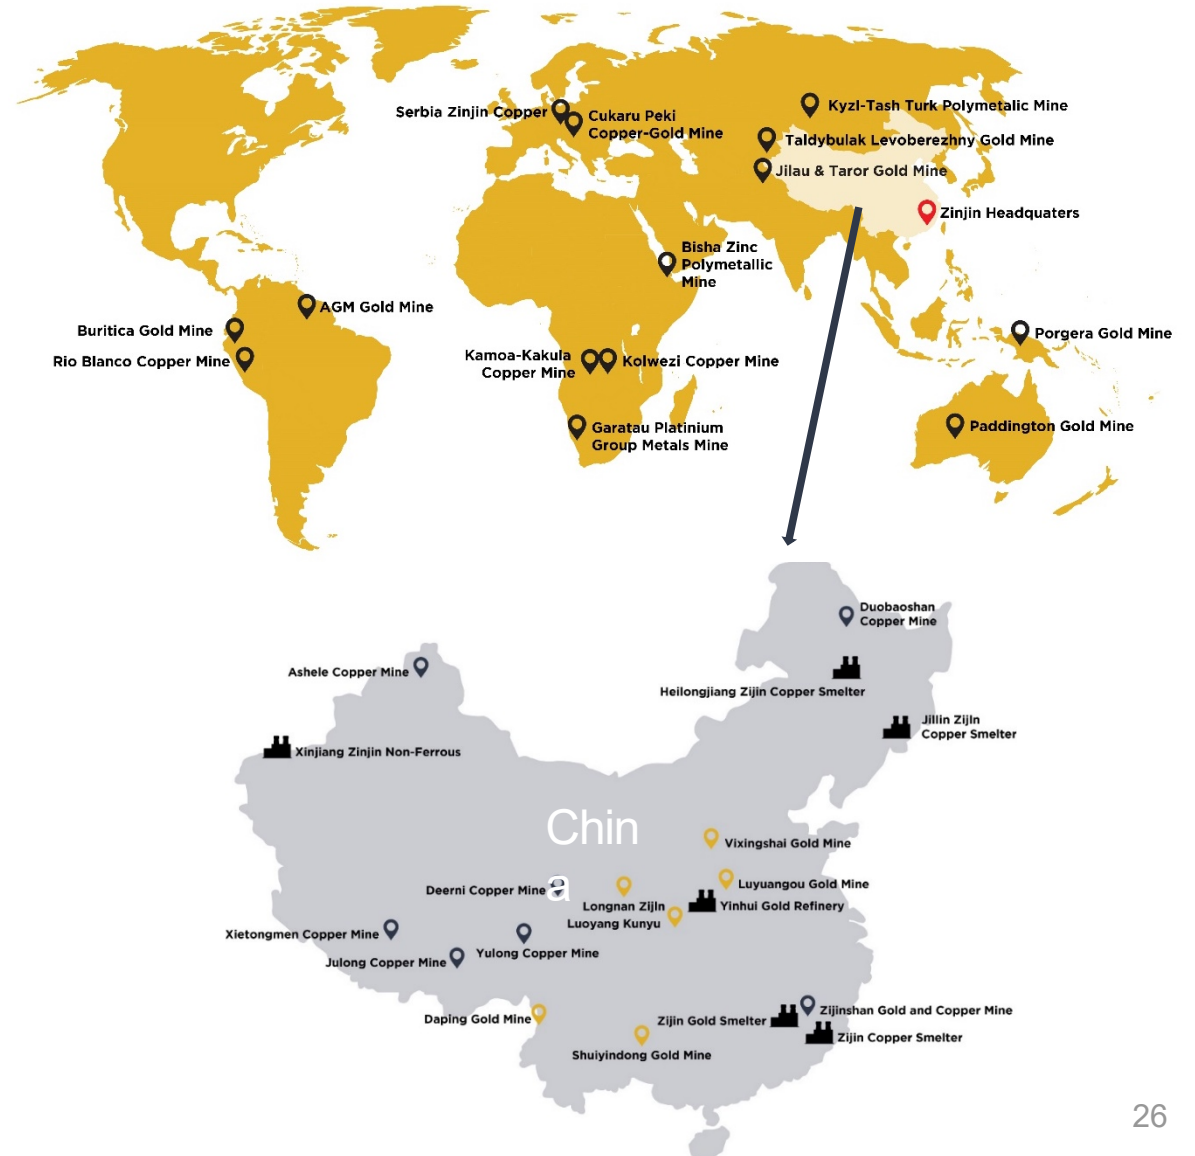 Serbia Zinjin Copper
Cukaru Peki
Copper-Gold Mine
Kyzl-Tash Turk Polymetalic Mine
Taldybulak Levoberezhny Gold Mine
Jilau & Taror Gold Mine
Zinjin Headquaters
Bisha Zinc
Polymetallic
Mine
AGM Gold Mine
Buritica Gold Mine
Rio Blanco Copper Mine
Kamoa-Kakula
Copper Mine
Kolwezi Copper Mine
Porgera Gold Mine
Garatau Platinium
Group Metals Mine
Paddington Gold Mine
Duobaoshan
Copper Mine
Ashele Copper Mine
Heilongjiang Zijin Copper Smelter
Jillin Zijln
Copper Smelter
Xinjiang Zinjin Non-Ferrous
Chin
a
Vixingshai Gold Mine
Deerni Copper Mine
Luyuangou Gold Mine
Longnan Zijln
Yinhui Gold Refinery
Luoyang Kunyu
Xietongmen Copper Mine
Yulong Copper Mine
Julong Copper Mine
Daping Gold Mine
Zijinshan Gold and Copper Mine
Zijin Gold Smelter
Zijin Copper Smelter
Shuiyindong Gold Mine
26